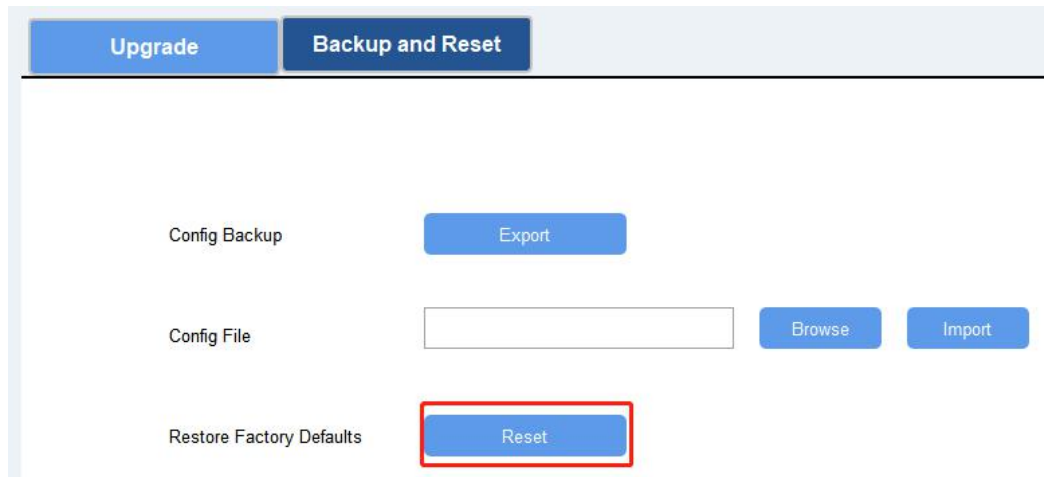 Upgrade
Backup and Reset
Config Backup
Export
Config File
Browse
Import
Restore Factory Defaults
Reset